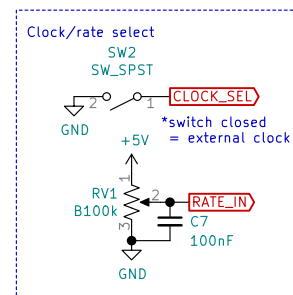 Clock/rate select
SW2
SW_SPST
2
1
CLOCK_SEL
GND
*switch closed
= external clock
+5V
1
RV1
B100k
2
RATE_IN
3
C7
100nF
GND